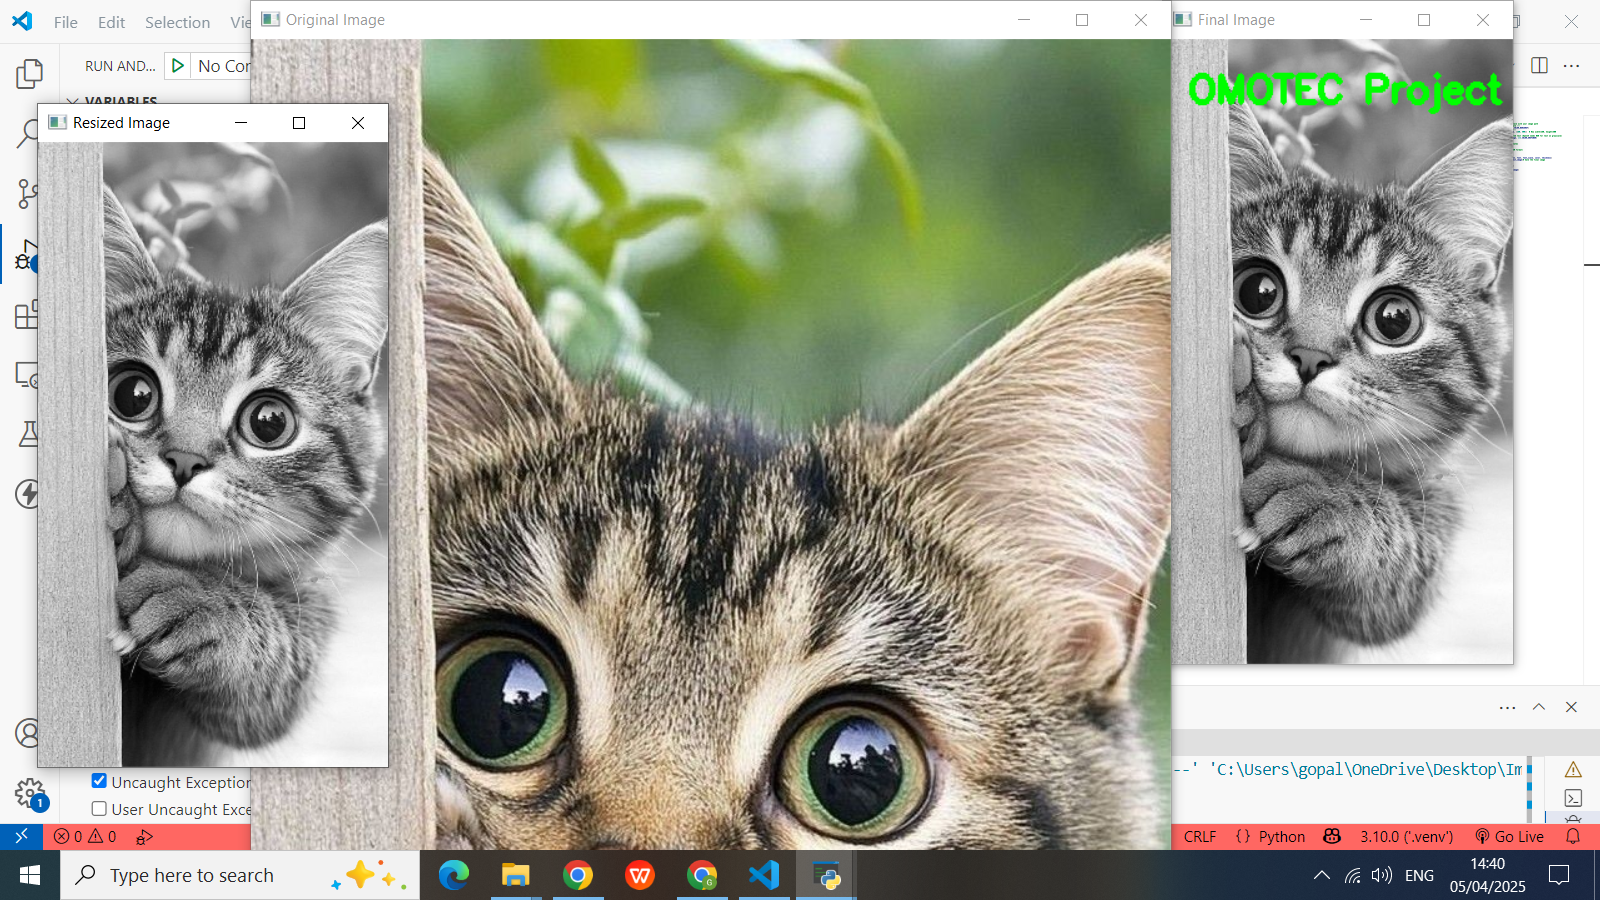 File Edit Selection Vie
Original Image
Final Image
RUN AND...
No Con
VARIABLES
OMOTEC Project
Resized Image
--' 'C:\Users\gopal\OneDrive\Desktop\Im
Uncaught Exception
User Uncaught Exce
1
0 0
CRLF {} Python 3.10.0 ('.venv') Go Live
Type here to search
ENG
14:40
05/04/2025